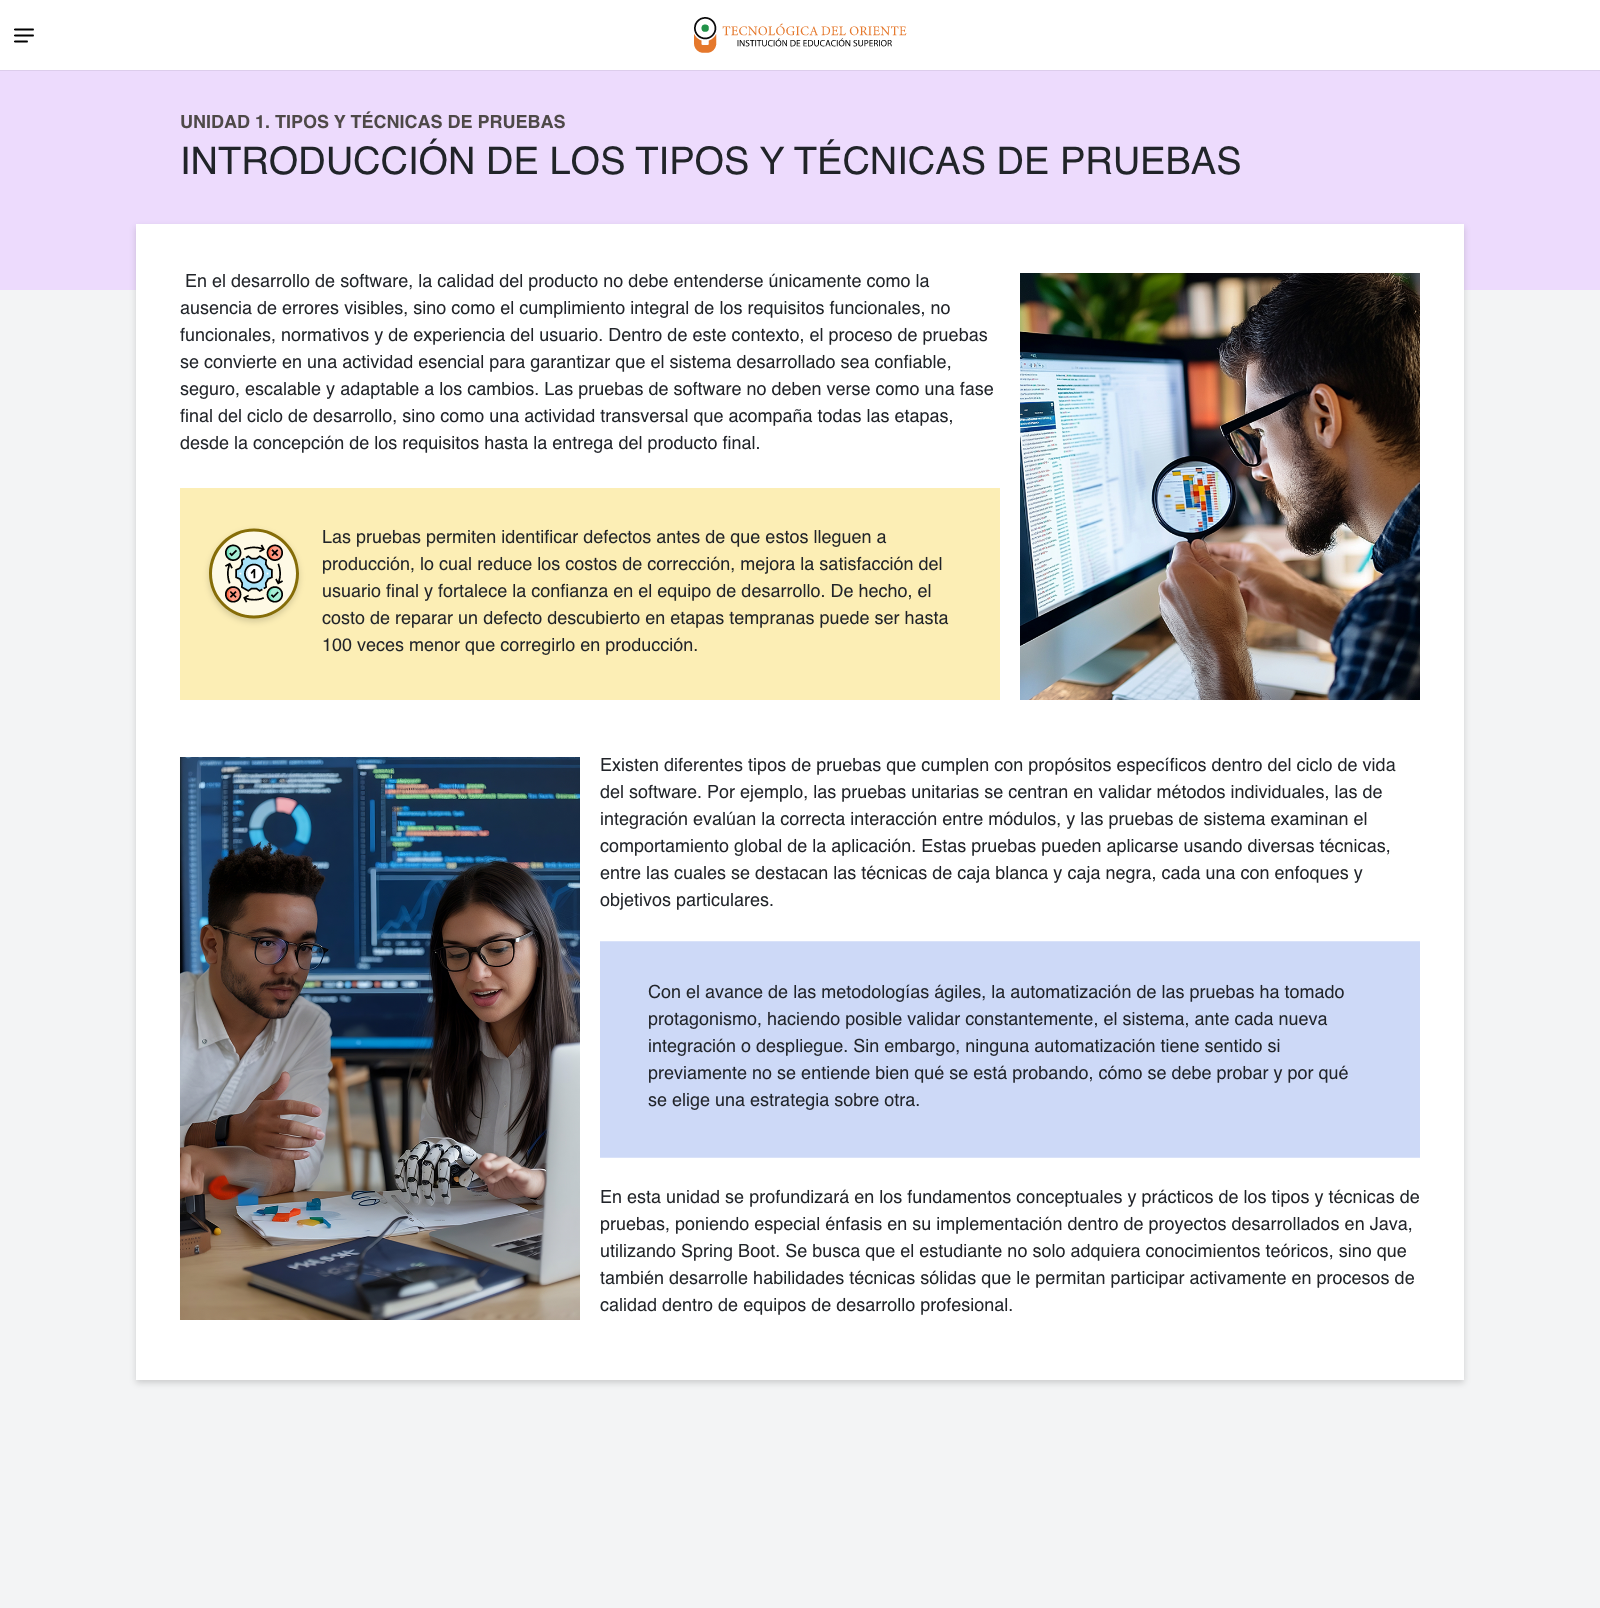 TECNOLÓGICA DEL ORIENTE
INSTITUCIÓN DE EDUCACIÓN SUPERIOR
UNIDAD 1. TIPOS Y TÉCNICAS DE PRUEBAS
INTRODUCCIÓN DE LOS TIPOS Y TÉCNICAS DE PRUEBAS
En el desarrollo de software, la calidad del producto no debe entenderse únicamente como la
ausencia de errores visibles, sino como el cumplimiento integral de los requisitos funcionales, no
funcionales, normativos y de experiencia del usuario. Dentro de este contexto, el proceso de pruebas
se convierte en una actividad esencial para garantizar que el sistema desarrollado sea confiable,
seguro, escalable y adaptable a los cambios. Las pruebas de software no deben verse como una fase
final del ciclo de desarrollo, sino como una actividad transversal que acompaña todas las etapas,
desde la concepción de los requisitos hasta la entrega del producto final.
1
Las pruebas permiten identificar defectos antes de que estos lleguen a
producción, lo cual reduce los costos de corrección, mejora la satisfacción del
usuario final y fortalece la confianza en el equipo de desarrollo. De hecho, el
costo de reparar un defecto descubierto en etapas tempranas puede ser hasta
100 veces menor que corregirlo en producción.
Existen diferentes tipos de pruebas que cumplen con propósitos específicos dentro del ciclo de vida
del software. Por ejemplo, las pruebas unitarias se centran en validar métodos individuales, las de
integración evalúan la correcta interacción entre módulos, y las pruebas de sistema examinan el
comportamiento global de la aplicación. Estas pruebas pueden aplicarse usando diversas técnicas,
entre las cuales se destacan las técnicas de caja blanca y caja negra, cada una con enfoques y
objetivos particulares.
Con el avance de las metodologías ágiles, la automatización de las pruebas ha tomado
protagonismo, haciendo posible validar constantemente, el sistema, ante cada nueva
integración o despliegue. Sin embargo, ninguna automatización tiene sentido si
previamente no se entiende bien qué se está probando, cómo se debe probar y por qué
se elige una estrategia sobre otra.
En esta unidad se profundizará en los fundamentos conceptuales y prácticos de los tipos y técnicas de
pruebas, poniendo especial énfasis en su implementación dentro de proyectos desarrollados en Java,
utilizando Spring Boot. Se busca que el estudiante no solo adquiera conocimientos teóricos, sino que
también desarrolle habilidades técnicas sólidas que le permitan participar activamente en procesos de
calidad dentro de equipos de desarrollo profesional.